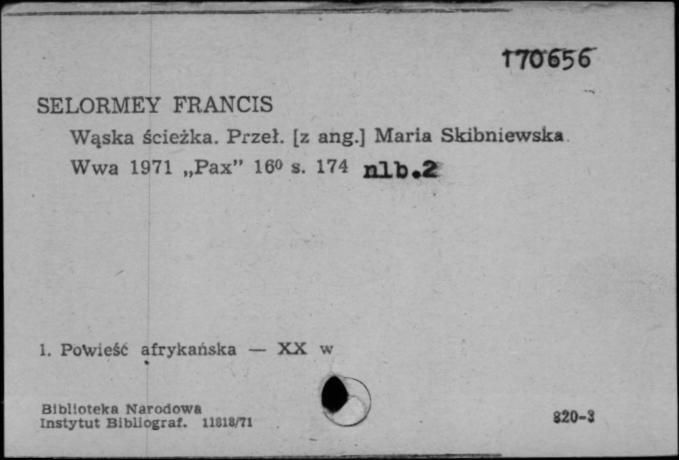 170656
SELORMEY FRANCIS
Wąska ścieżka. Przeł. [z ang.] Maria Skibniewska.
Wwa 1971 „Pax” 16⁰ s. 174 nlb.2
1. Powieść afrykańska — XX w
Biblioteka Narodowa
Instytut Bibliograf. 11818/71
820-3